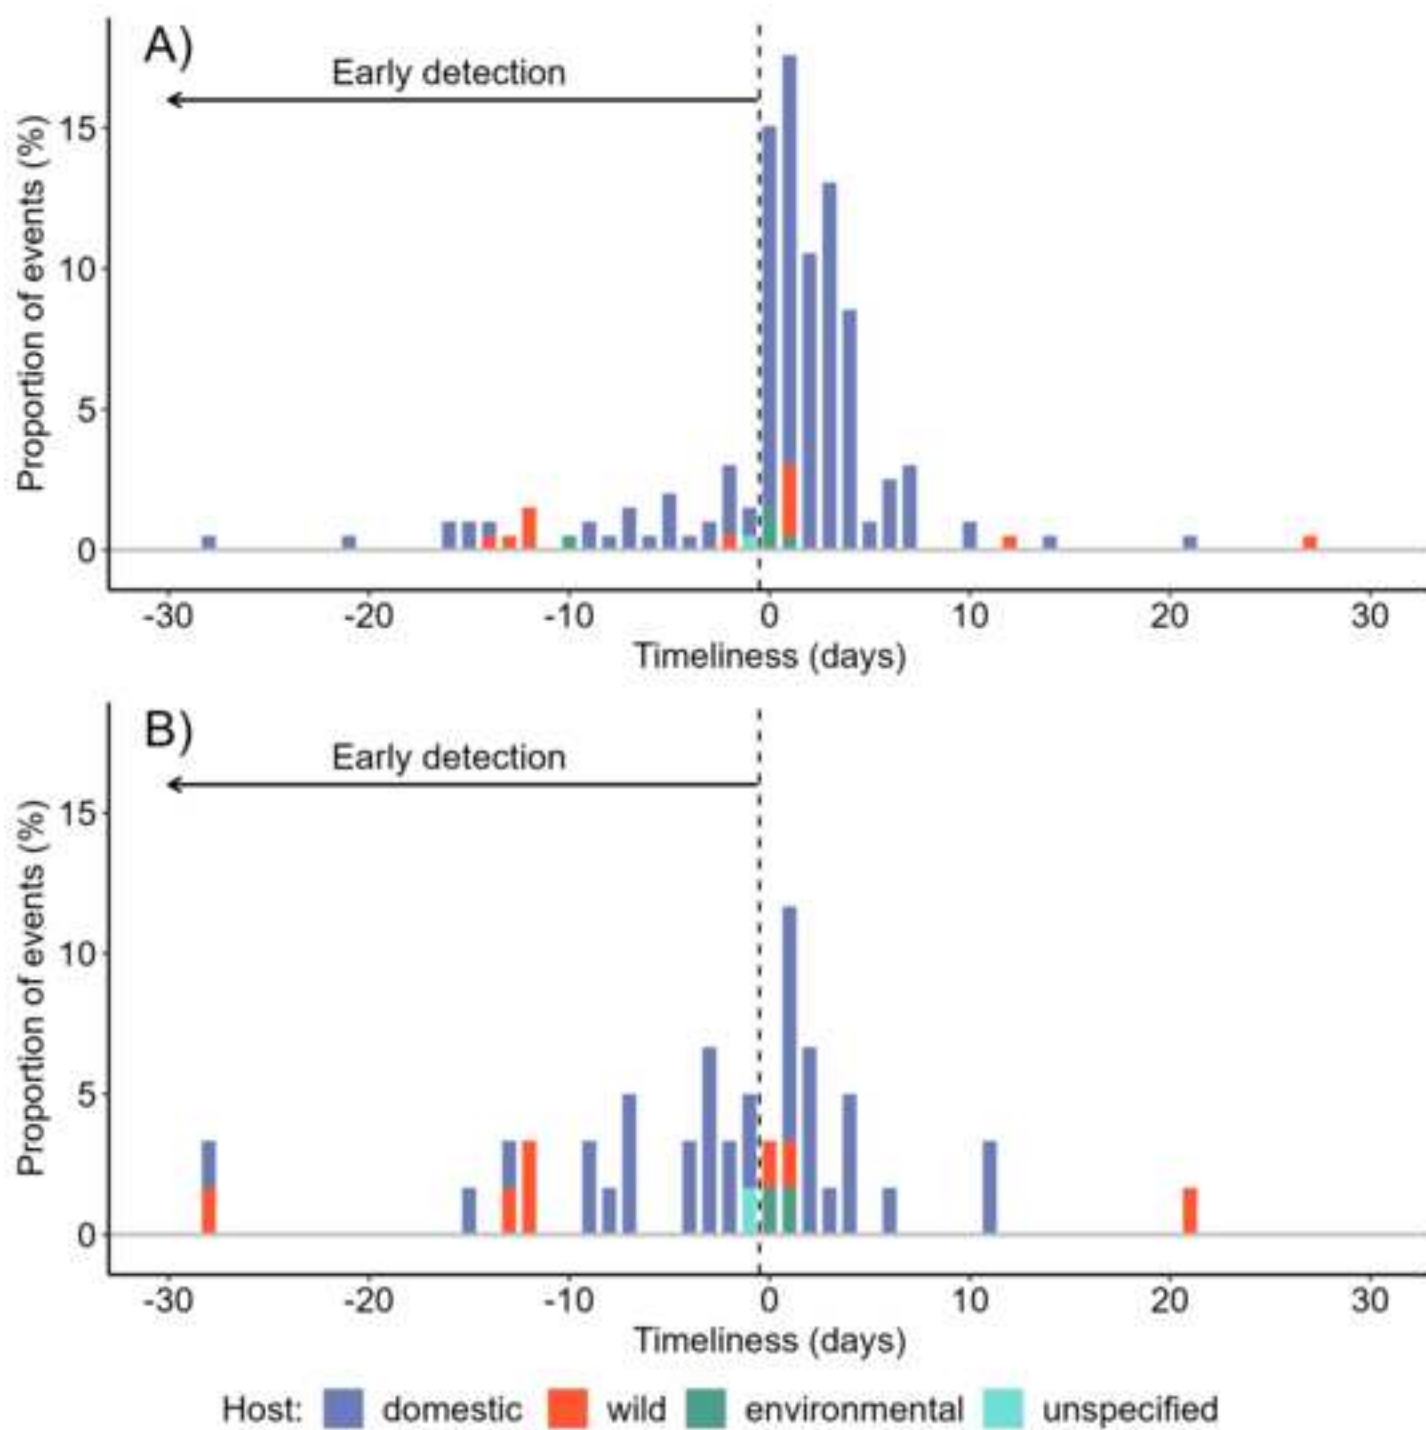 A)
Early detection
Proportion of events (%)
15
10
5
0
-30 -20 -10 0 10 20 30
Timeliness (days)
B)
Early detection
Proportion of events (%)
15
10
5
0
-30 -20 -10 0 10 20 30
Timeliness (days)
Host: domestic wild environmental unspecified